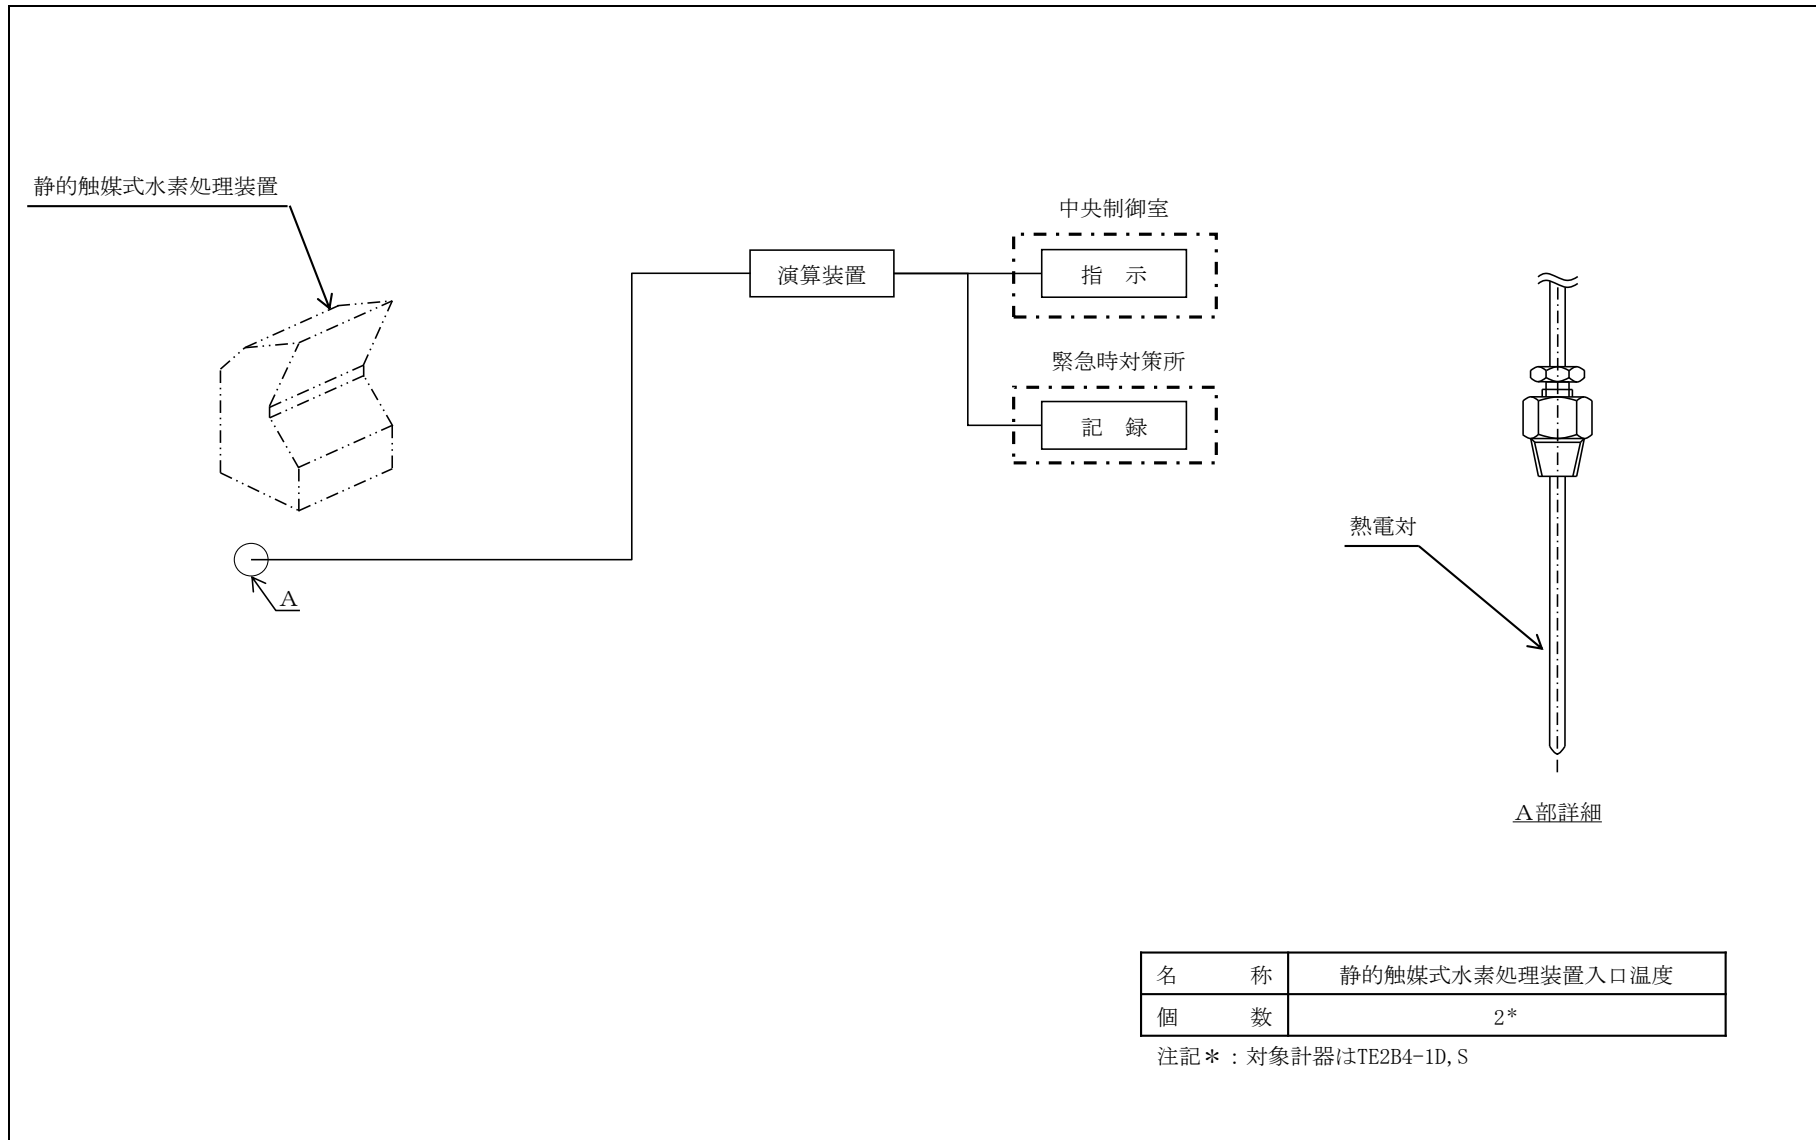 静的触媒式水素処理装置
中央制御室
演算装置
指　示
緊急時対策所
記　録
熱電対
A
A部詳細
名　称　静的触媒式水素処理装置入口温度
個　数　2*
注記＊：対象計器はTE2B4-1D,S